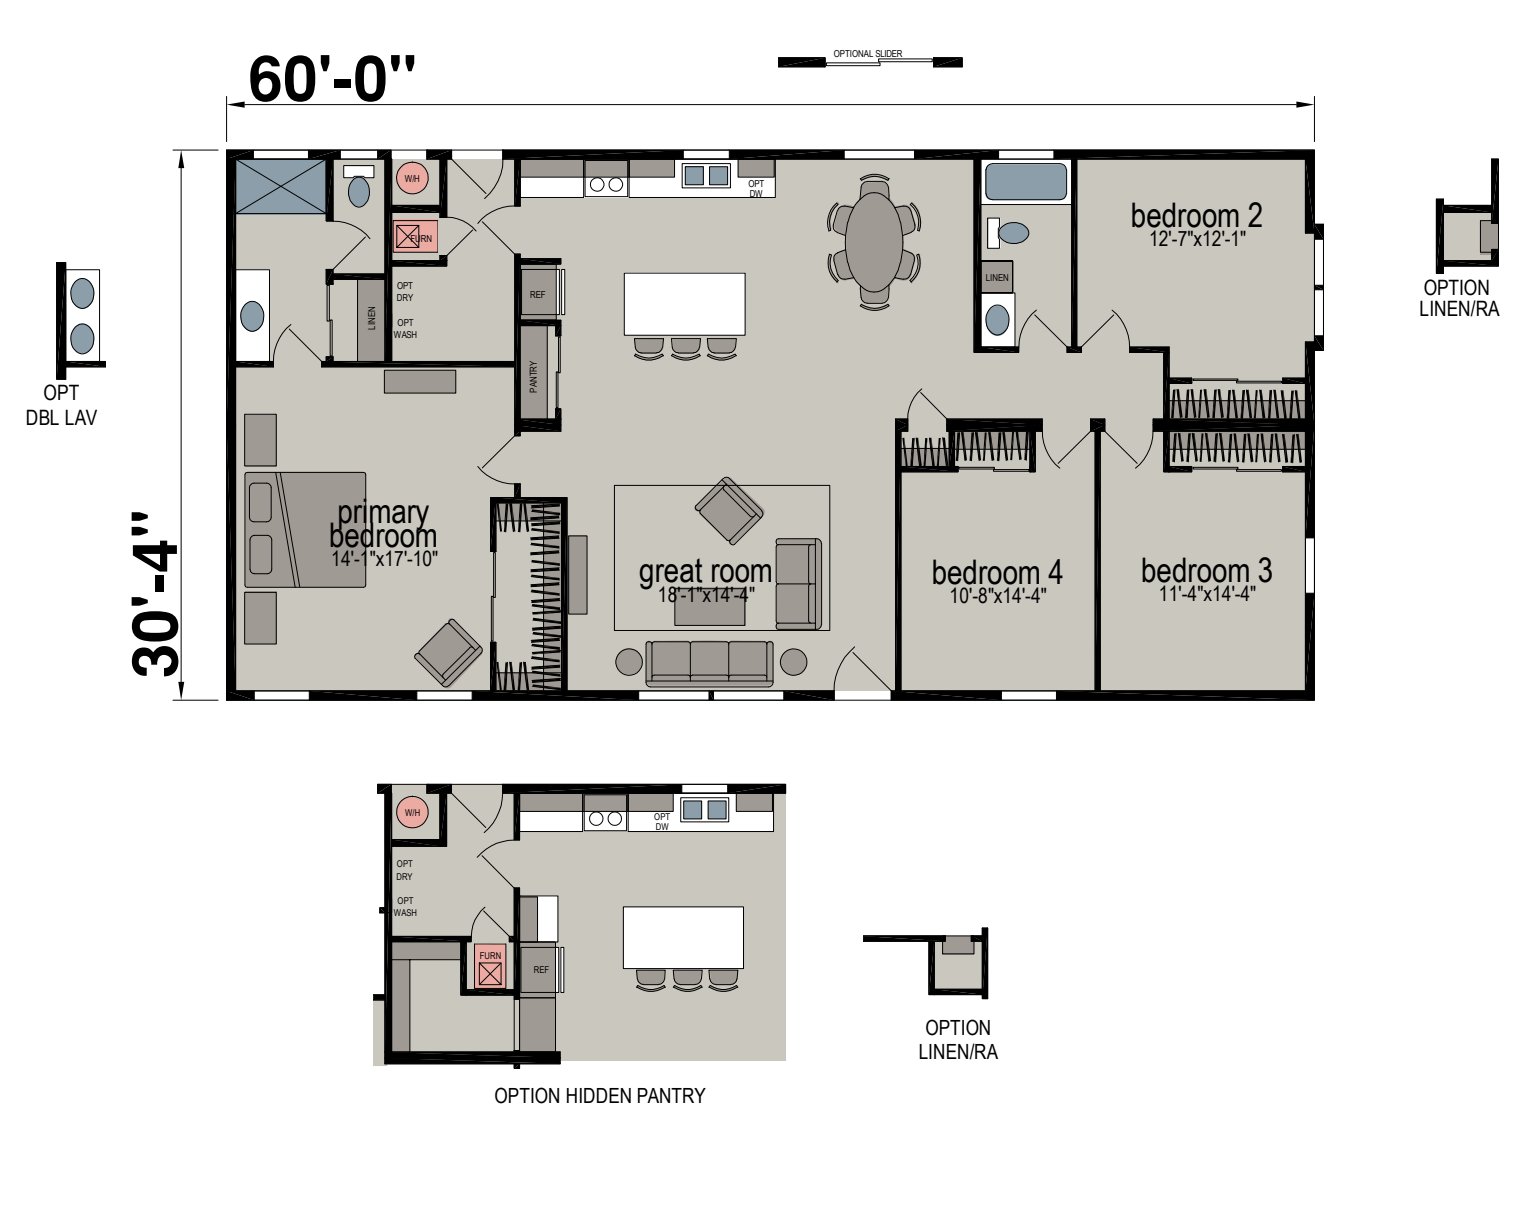 60'-0"
OPTIONAL SLIDER
30'-4"
W/H
FURN
OPT
DRY
OPT
WASH
LINEN
REF
PANTRY
OPT
DW
LINEN
bedroom 2
12'-7"x12'-1"
OPTION
LINEN/RA
OPT
DBL LAV
primary
bedroom
14'-1"x17'-10"
great room
18'-1"x14'-4"
bedroom 4
10'-8"x14'-4"
bedroom 3
11'-4"x14'-4"
W/H
OPT
DW
OPT
DRY
OPT
WASH
FURN
REF
OPTION HIDDEN PANTRY
OPTION
LINEN/RA